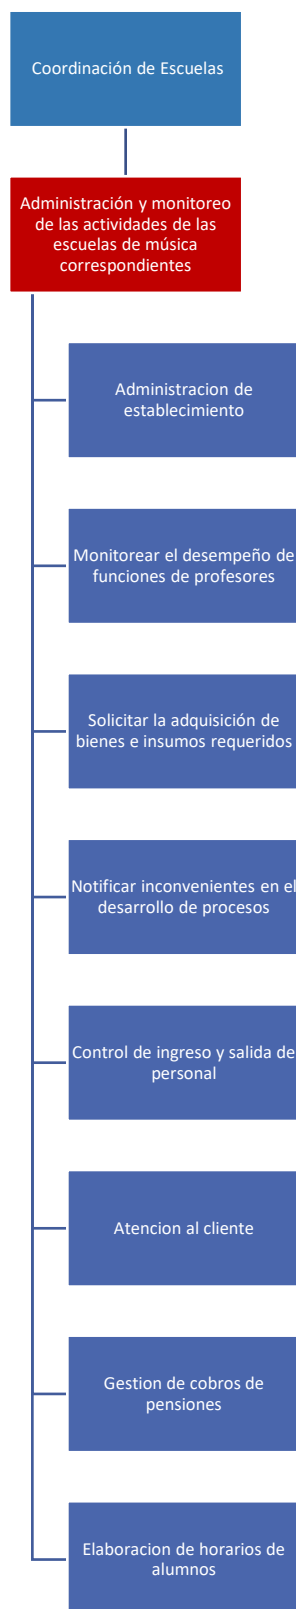 Coordinación de Escuelas
Administración y monitoreo
de las actividades de las
escuelas de música
correspondientes
Administracion de
establecimiento
Monitorear el desempeño de
funciones de profesores
Solicitar la adquisición de
bienes e insumos requeridos
Notificar inconvenientes en el
desarrollo de procesos
Control de ingreso y salida de
personal
Atencion al cliente
Gestion de cobros de
pensiones
Elaboracion de horarios de
alumnos